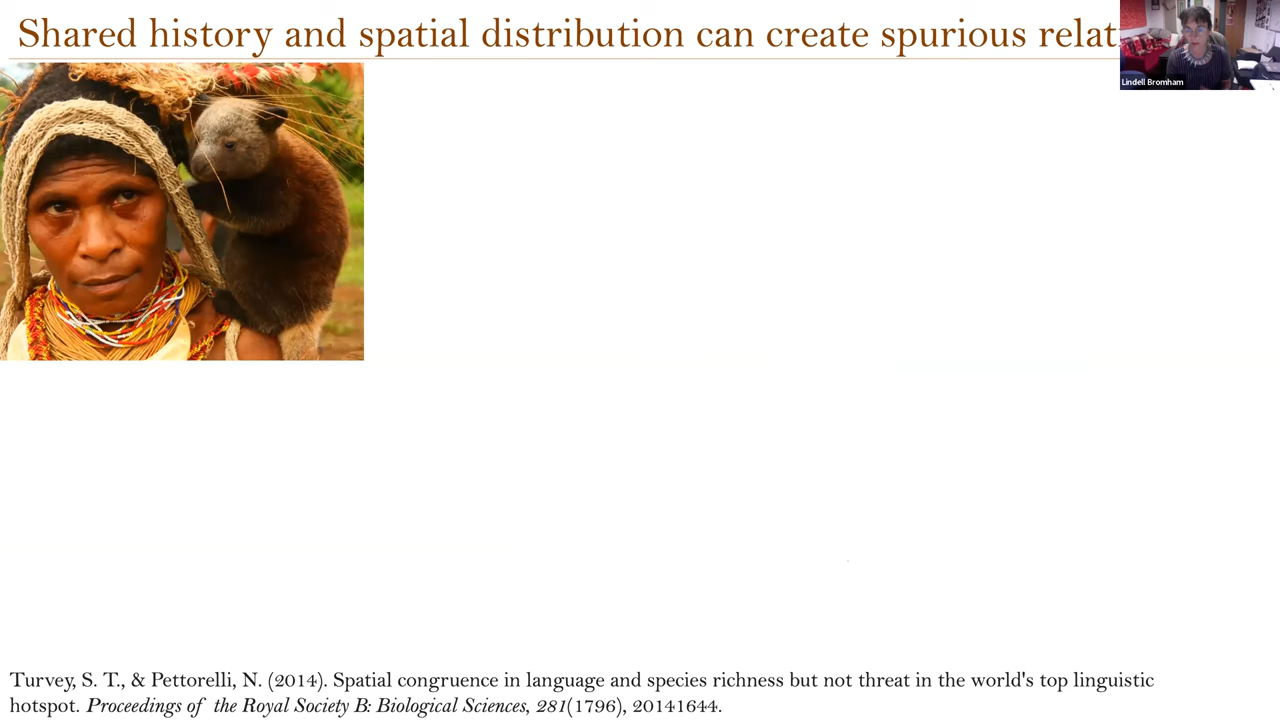 Shared history and spatial distribution can create spurious relat
Lindell Bromham
Turvey, S. T., & Pettorelli, N. (2014). Spatial congruence in language and species richness but not threat in the world's top linguistic
hotspot. Proceedings of the Royal Society B: Biological Sciences, 281(1796), 20141644.